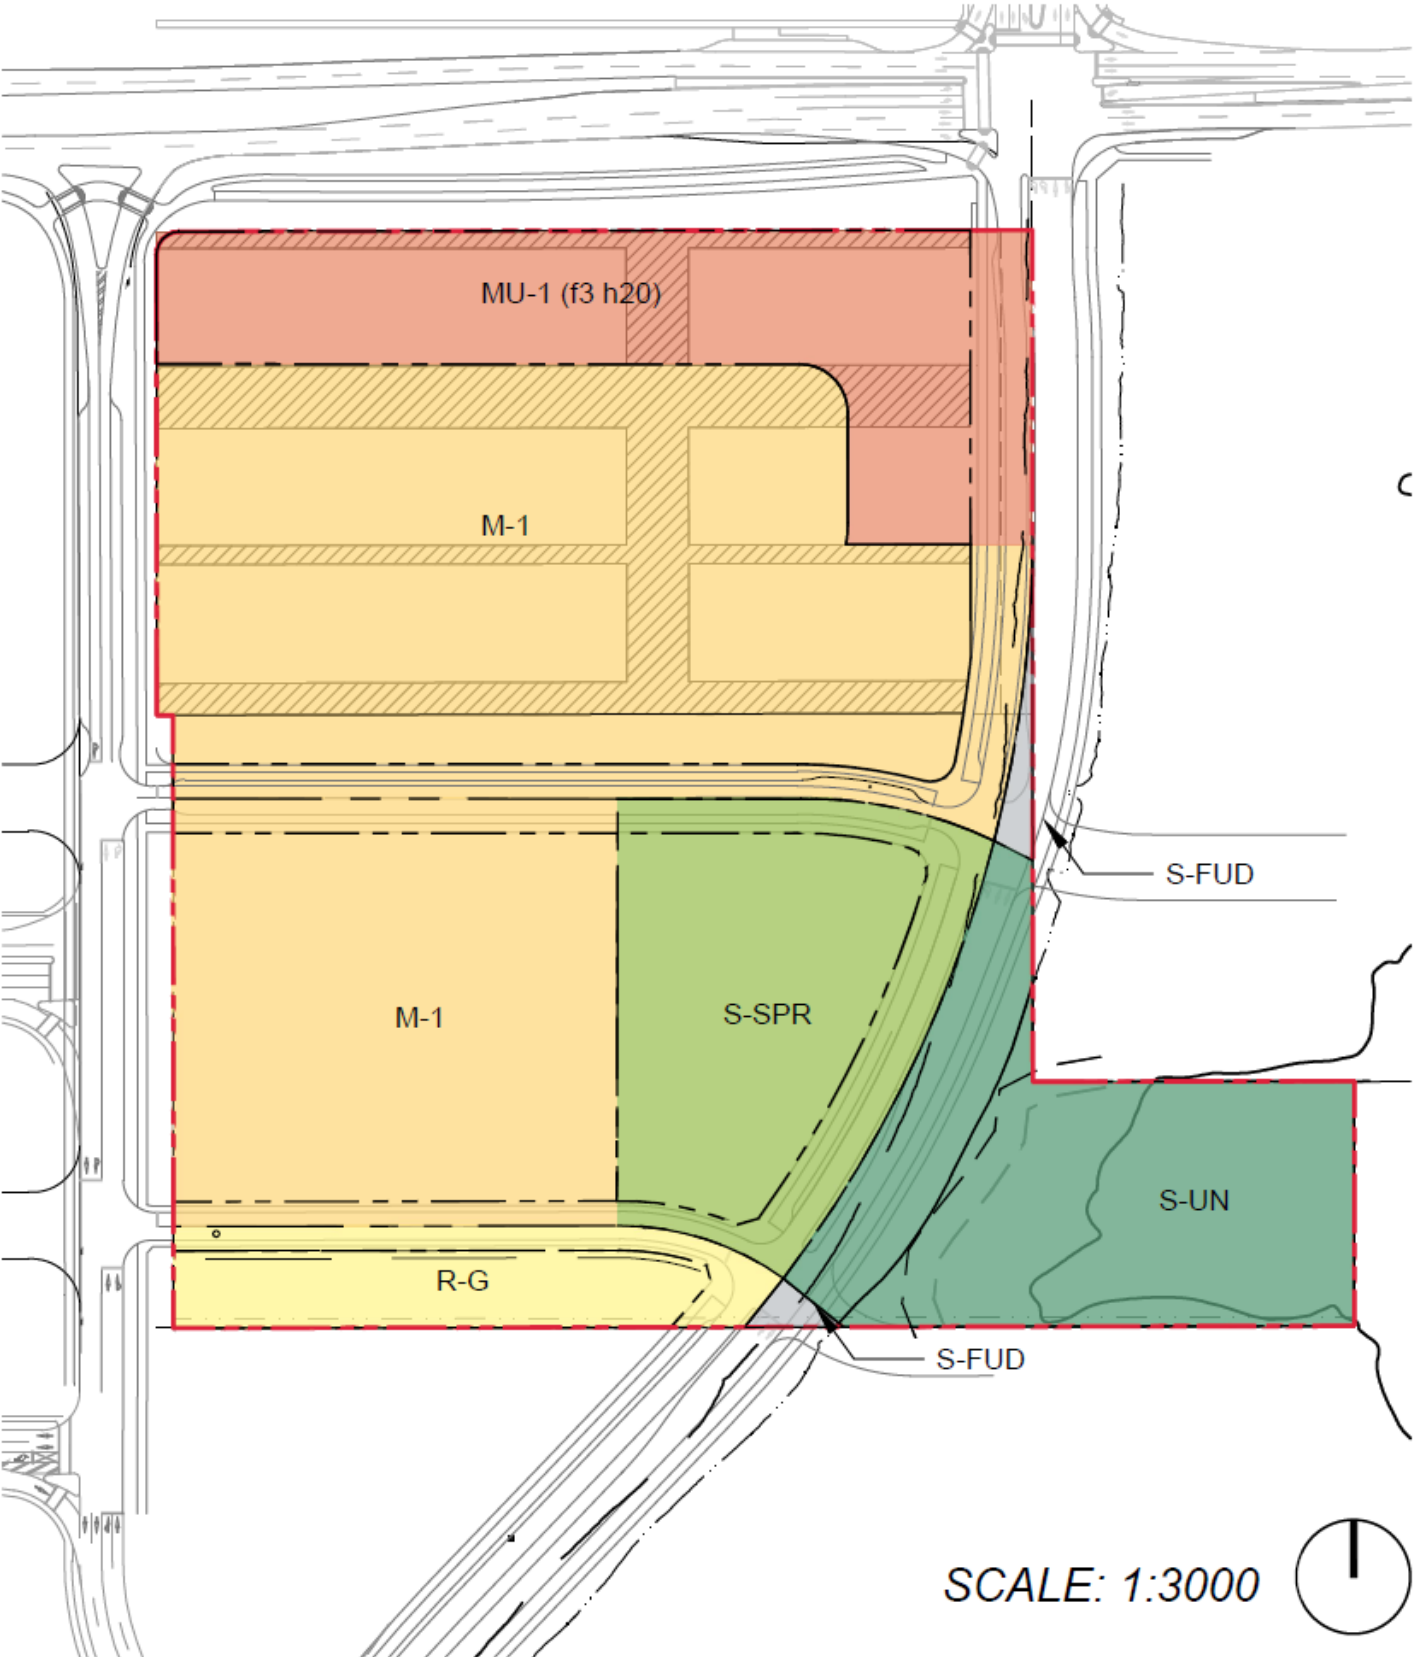 MU-1 (f3 h20)
M-1
S-FUD
M-1
S-SPR
S-UN
R-G
S-FUD
SCALE: 1:3000